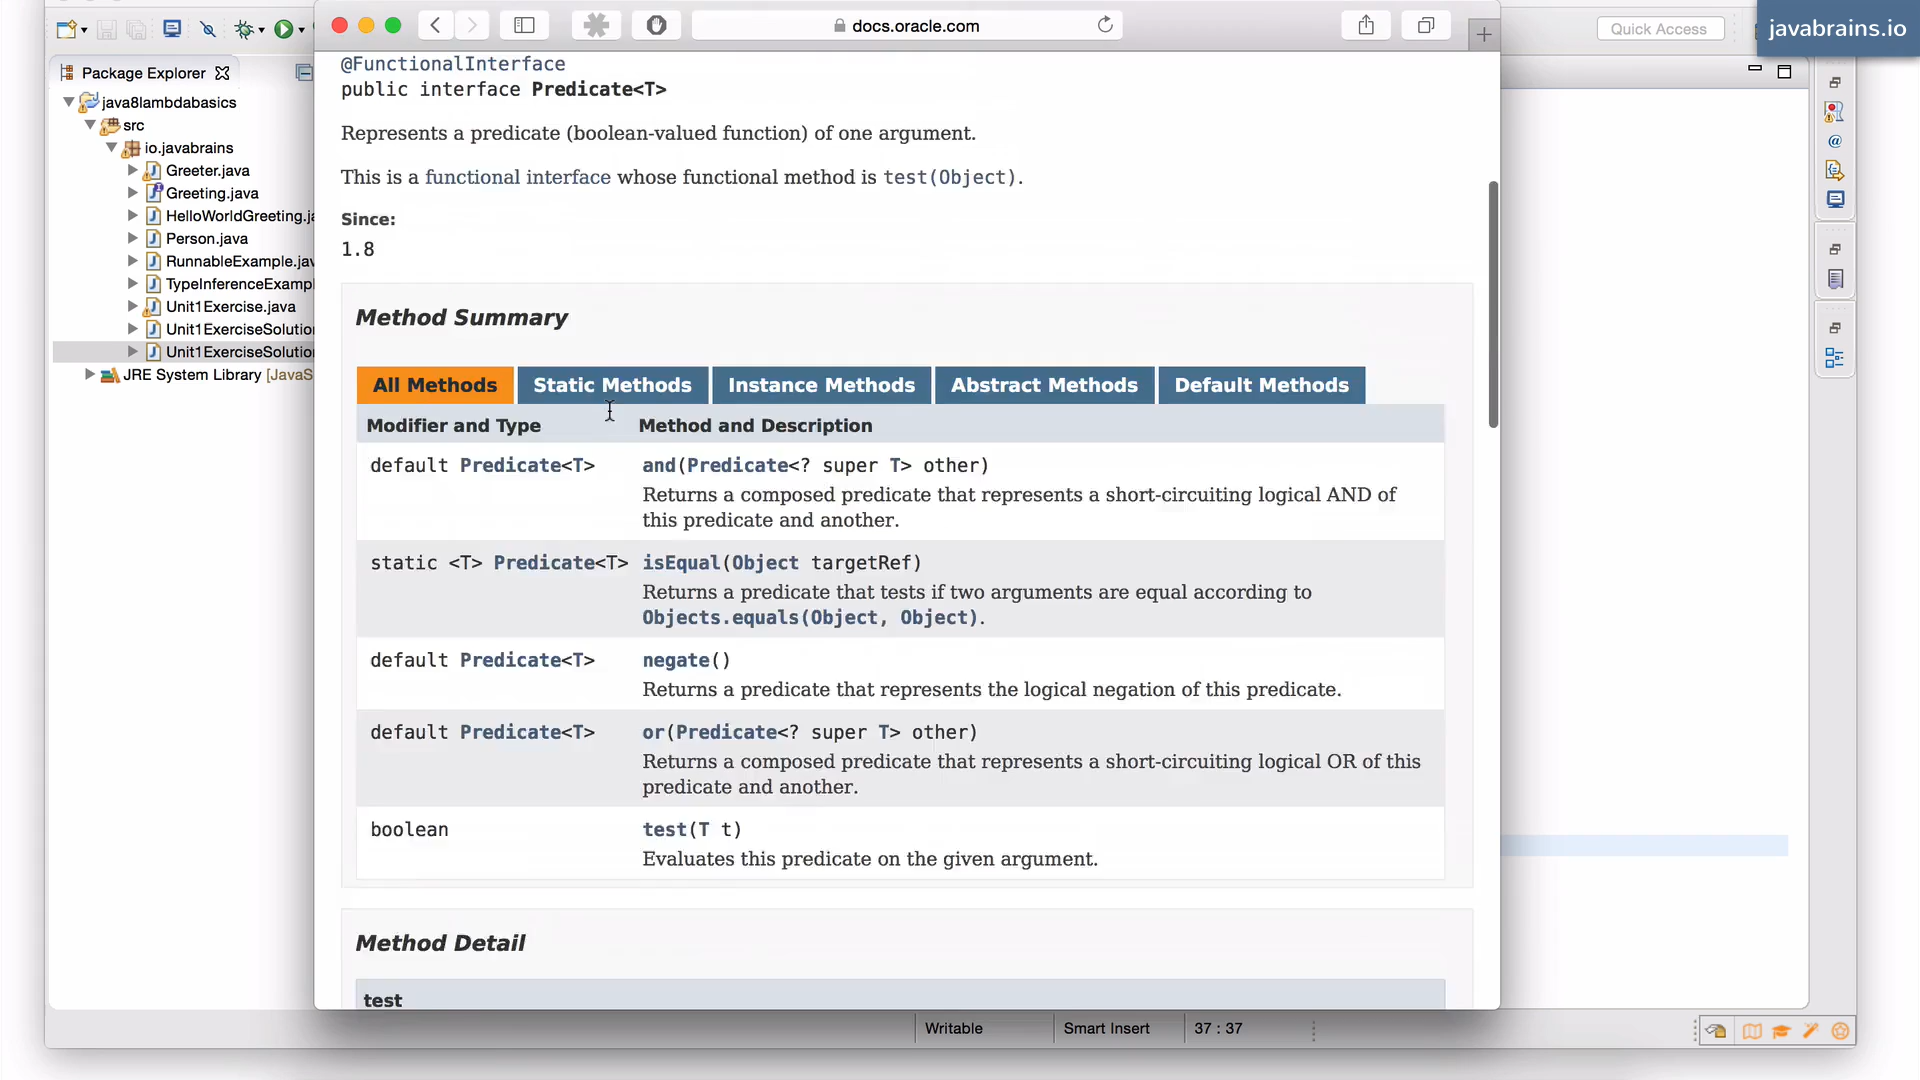 Quick Access
javabrains.io
docs.oracle.com
Package Explorer
java8lambdabasics
src
io.javabrains
Greeter.java
Greeting.java
HelloWorldGreeting.ja
Person.java
RunnableExample.jav
TypeInferenceExamp
Unit1Exercise.java
Unit1ExerciseSolution
Unit1ExerciseSolution
JRE System Library [JavaS
@FunctionalInterface
public interface Predicate<T>
Represents a predicate (boolean-valued function) of one argument.
This is a functional interface whose functional method is test(Object).
Since:
1.8
Method Summary
All Methods Static Methods Instance Methods Abstract Methods Default Methods
Modifier and Type Method and Description
default Predicate<T> and(Predicate<? super T> other)
Returns a composed predicate that represents a short-circuiting logical AND of
this predicate and another.
static <T> Predicate<T> isEqual(Object targetRef)
Returns a predicate that tests if two arguments are equal according to
Objects.equals(Object, Object).
default Predicate<T> negate()
Returns a predicate that represents the logical negation of this predicate.
default Predicate<T> or(Predicate<? super T> other)
Returns a composed predicate that represents a short-circuiting logical OR of this
predicate and another.
boolean test(T t)
Evaluates this predicate on the given argument.
Method Detail
test
Writable Smart Insert 37 : 37